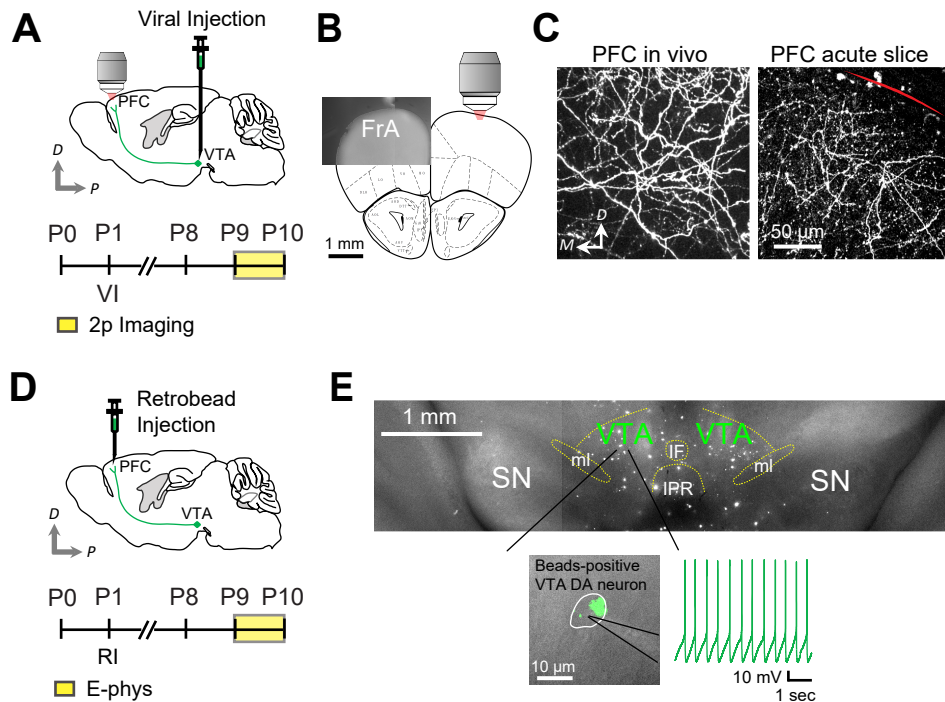 A
Viral Injection
PFC
VTA
D
P
P0 P1 P8 P9 P10
VI
2p Imaging
B
FrA
1 mm
C
PFC in vivo
PFC acute slice
D
M
50 µm
D
Retrobead
Injection
PFC
VTA
D
P
P0 P1 P8 P9 P10
RI
E-phys
E
1 mm
VTA VTA
IF
ml ml
IPR
SN SN
Beads-positive
VTA DA neuron
10 µm
10 mV
1 sec